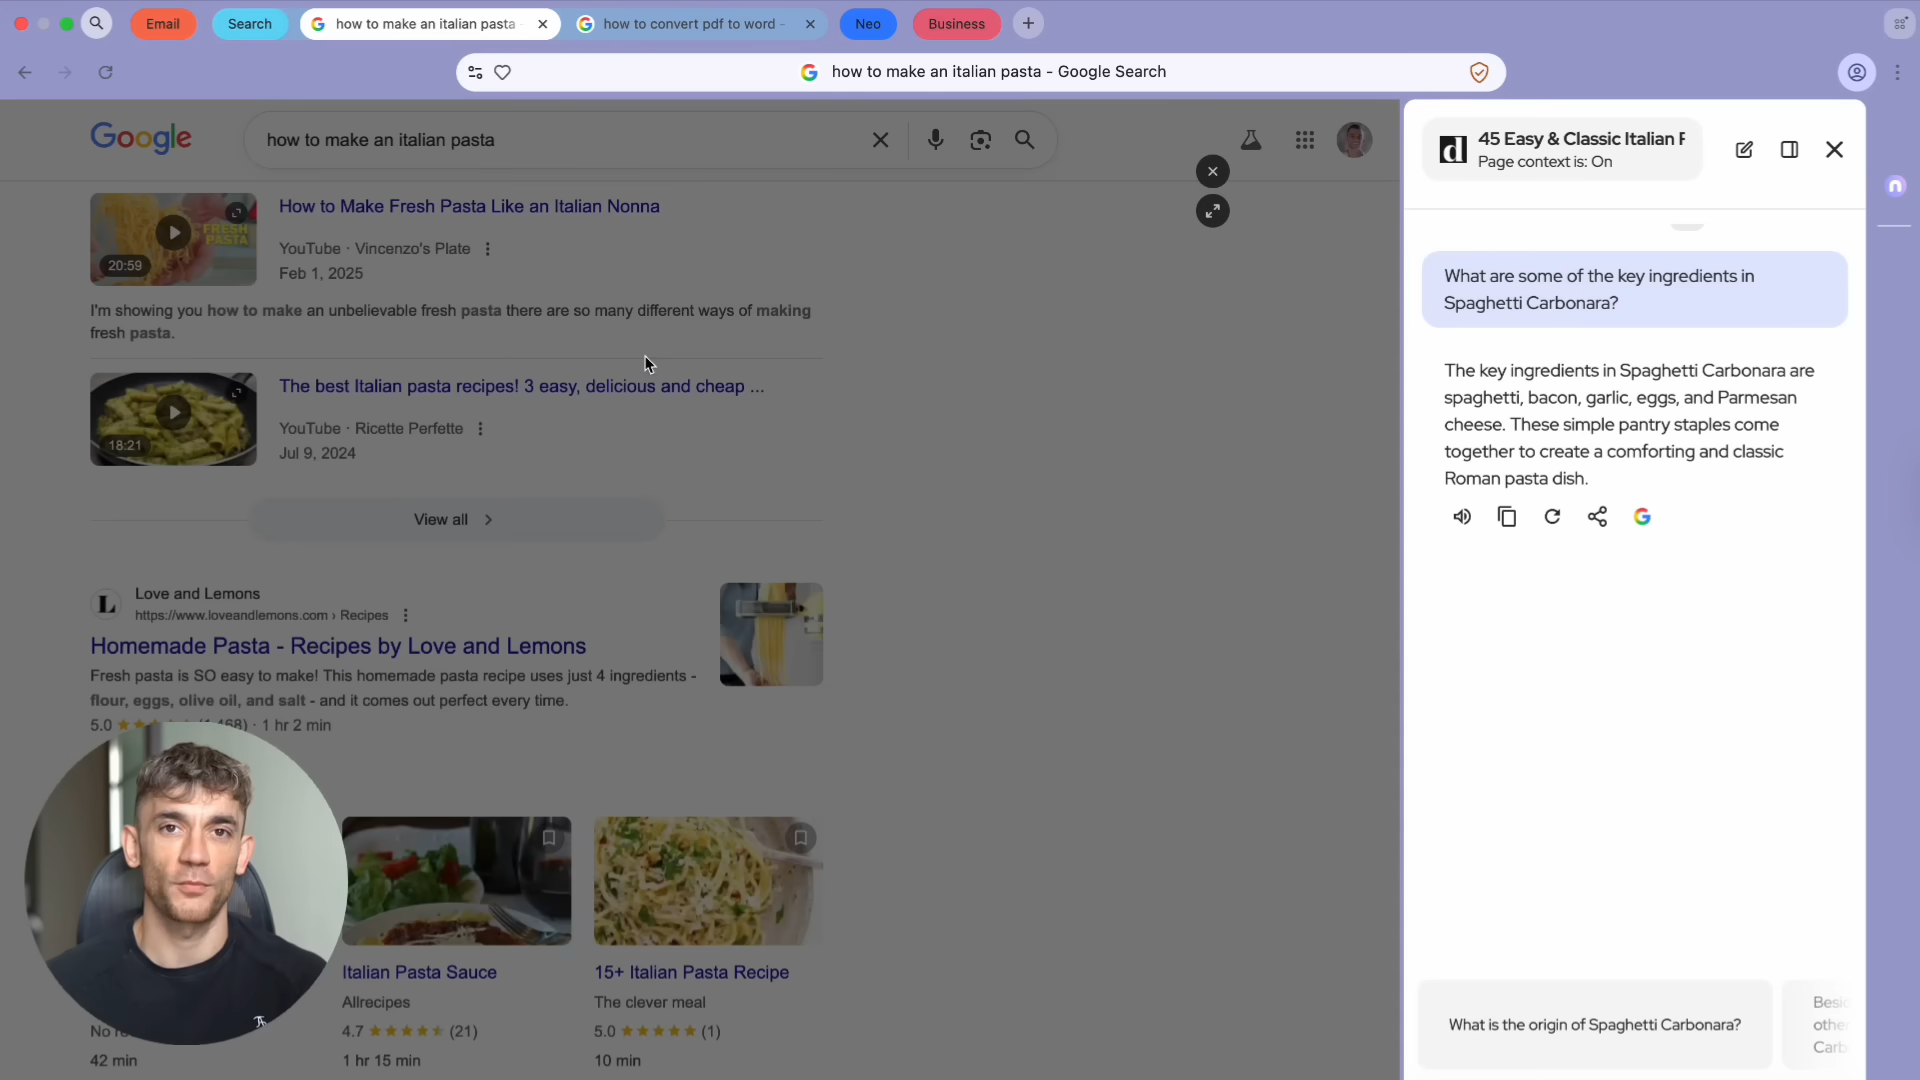 Email
Search
how to make an italian pasta
how to convert pdf to word -
Neo
Business
how to make an italian pasta - Google Search
Google
how to make an italian pasta
How to Make Fresh Pasta Like an Italian Nonna
YouTube · Vincenzo's Plate
Feb 1, 2025
FRESH
PASTA
20:59
I'm showing you how to make an unbelievable fresh pasta there are so many different ways of making
fresh pasta.
The best Italian pasta recipes! 3 easy, delicious and cheap ...
YouTube · Ricette Perfette
Jul 9, 2024
18:21
View all
L
Love and Lemons
https://www.loveandlemons.com › Recipes
Homemade Pasta - Recipes by Love and Lemons
Fresh pasta is SO easy to make! This homemade pasta recipe uses just 4 ingredients -
flour, eggs, olive oil, and salt - and it comes out perfect every time.
5.0 · 1 hr 2 min
No
42 min
Italian Pasta Sauce
Allrecipes
4.7 (21)
1 hr 15 min
15+ Italian Pasta Recipe
The clever meal
5.0 (1)
10 min
d
45 Easy & Classic Italian
Page context is: On
n
What are some of the key ingredients in
Spaghetti Carbonara?
The key ingredients in Spaghetti Carbonara are
spaghetti, bacon, garlic, eggs, and Parmesan
cheese. These simple pantry staples come
together to create a comforting and classic
Roman pasta dish.
What is the origin of Spaghetti Carbonara?